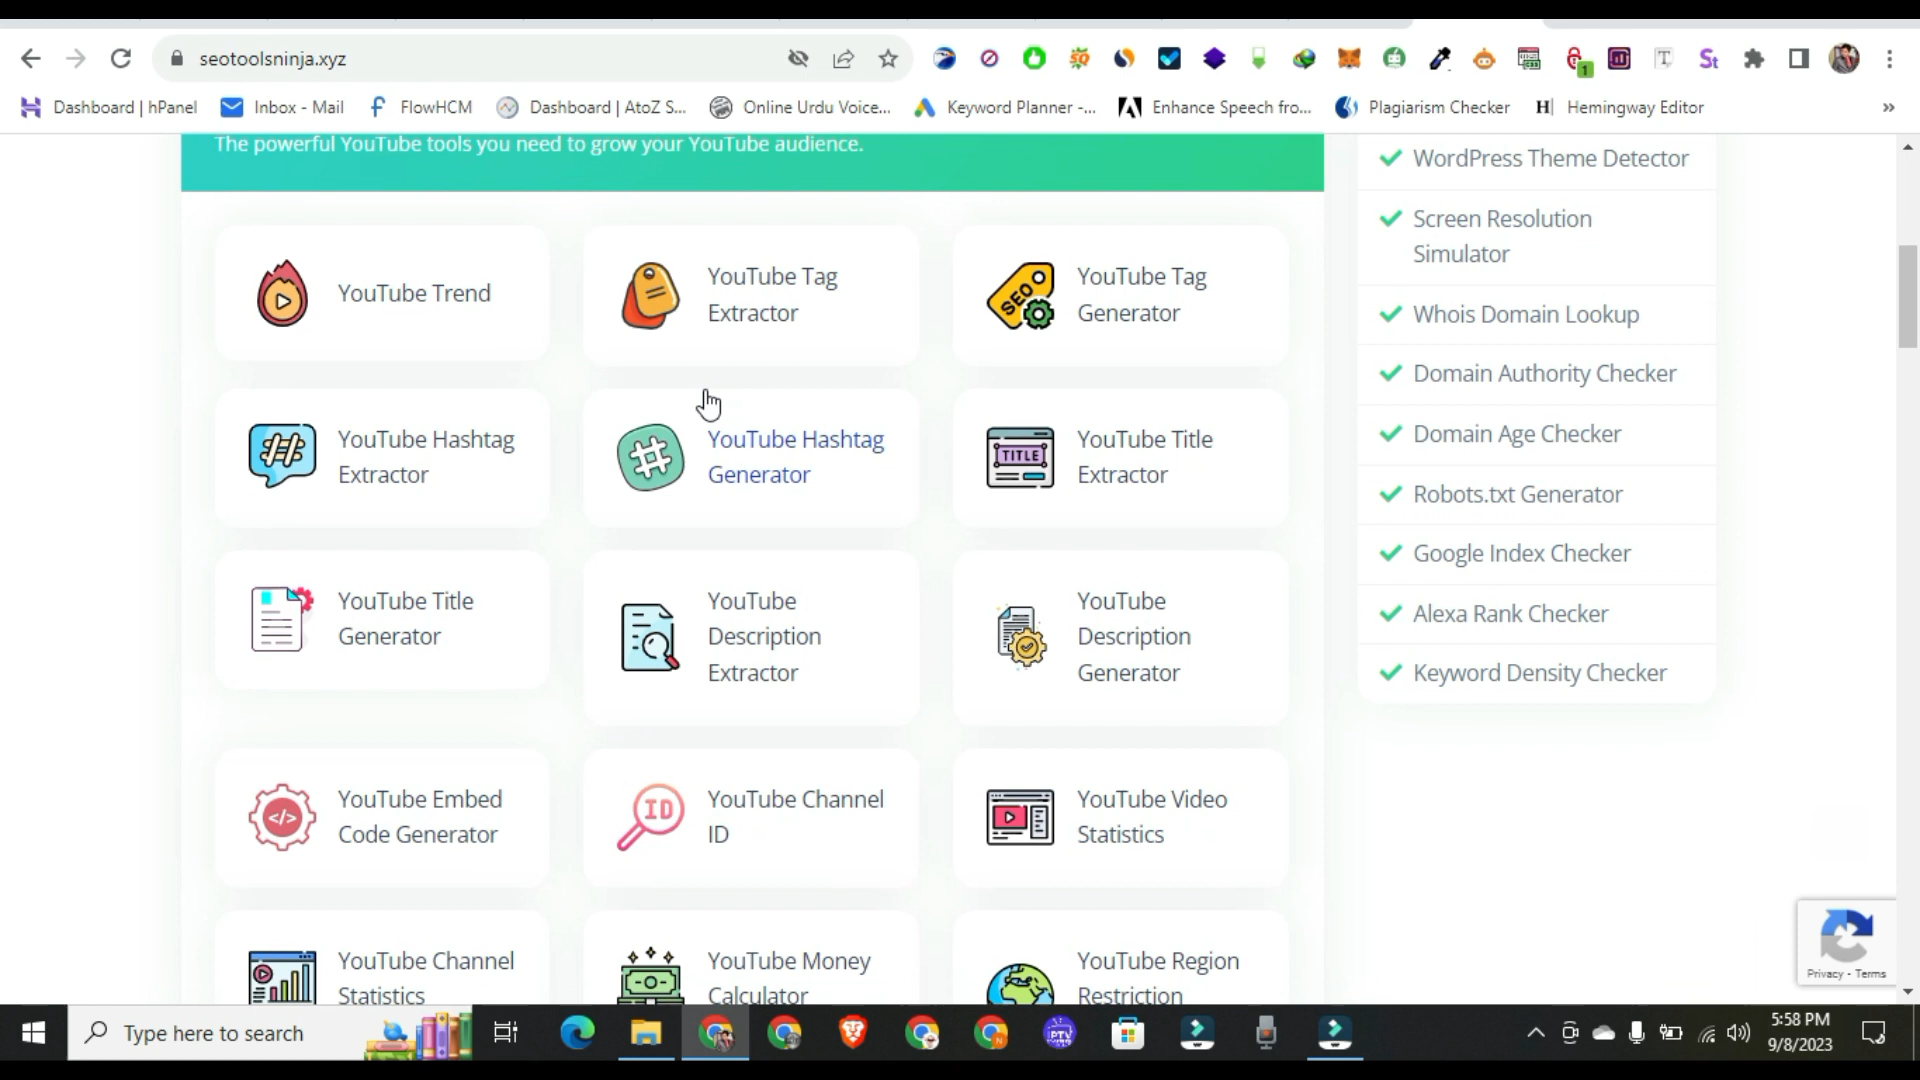 seotoolsninja.xyz
1
St
Dashboard | hPanel
Inbox - Mail
FlowHCM
Dashboard | AtoZ S...
Online Urdu Voice...
Keyword Planner -...
Enhance Speech fro...
Plagiarism Checker
H| Hemingway Editor
»
The powerful YouTube tools you need to grow your YouTube audience.
YouTube Trend
YouTube Tag
Extractor
SEO
YouTube Tag
Generator
YouTube Hashtag
Extractor
YouTube Hashtag
Generator
TITLE
YouTube Title
Extractor
YouTube Title
Generator
YouTube
Description
Extractor
YouTube
Description
Generator
</>
YouTube Embed
Code Generator
ID
YouTube Channel
ID
YouTube Video
Statistics
YouTube Channel
Statistics
YouTube Money
Calculator
YouTube Region
Restriction
WordPress Theme Detector
Screen Resolution
Simulator
Whois Domain Lookup
Domain Authority Checker
Domain Age Checker
Robots.txt Generator
Google Index Checker
Alexa Rank Checker
Keyword Density Checker
Privacy - Terms
Type here to search
IPTV
5:58 PM
9/8/2023